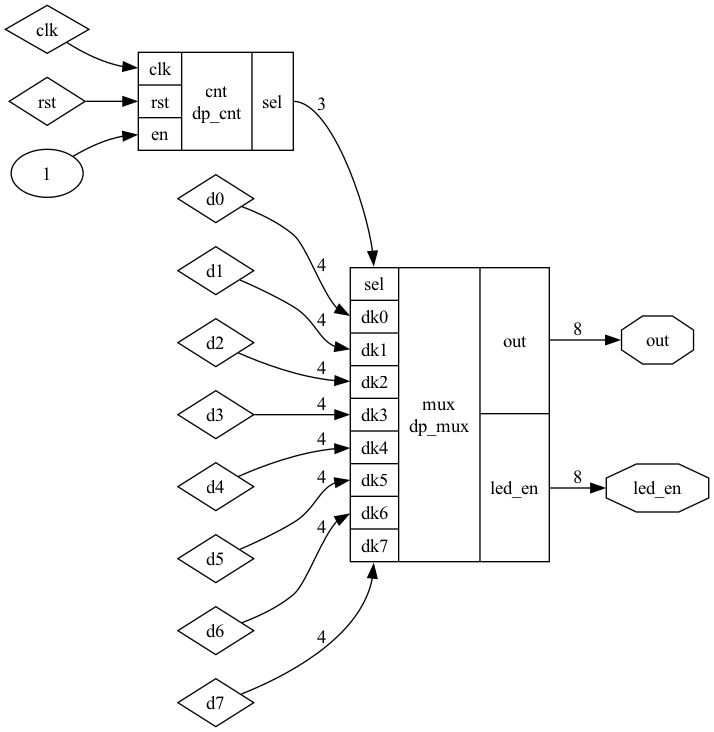 clk
rst
1
clk
rst
en
cnt
dp_cnt
sel
3
d0
d1
d2
d3
d4
d5
d6
d7
4
4
4
4
4
4
4
4
sel
dk0
dk1
dk2
dk3
dk4
dk5
dk6
dk7
mux
dp_mux
out
led_en
8
8
out
led_en